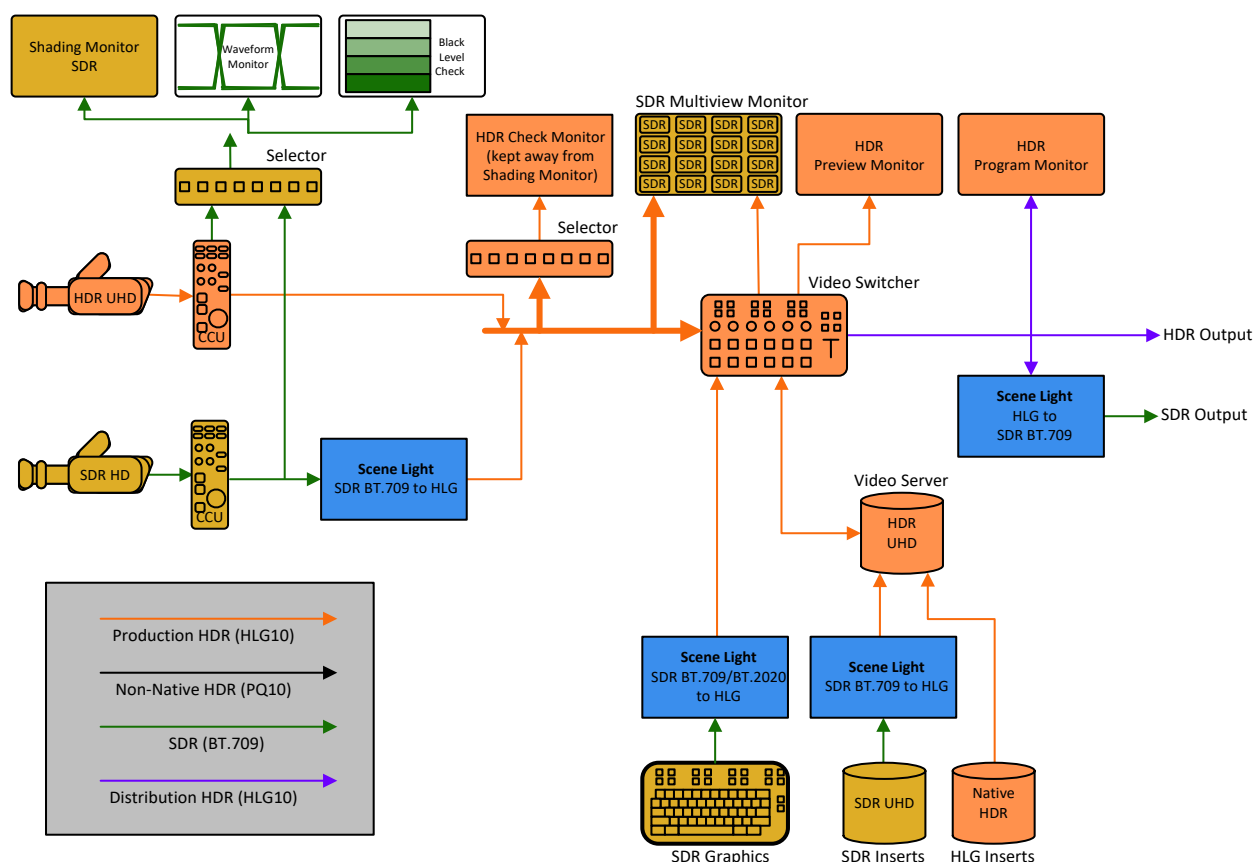 Shading Monitor
SDR
Waveform
Monitor
Black
Level
Check
Selector
HDR Check Monitor
(kept away from
Shading Monitor)
Selector
SDR Multiview Monitor
SDR SDR SDR SDR
SDR SDR SDR SDR
SDR SDR SDR SDR
SDR SDR SDR SDR
HDR
Preview Monitor
HDR
Program Monitor
HDR UHD
CCU
Video Switcher
HDR Output
Scene Light
HLG to
SDR BT.709
SDR Output
SDR HD
CCU
Scene Light
SDR BT.709 to HLG
Video Server
HDR
UHD
Production HDR (HLG10)
Non-Native HDR (PQ10)
SDR (BT.709)
Distribution HDR (HLG10)
Scene Light
SDR BT.709/BT.2020
to HLG
Scene Light
SDR BT.709 to HLG
SDR UHD
Native
HDR
SDR Graphics
SDR Inserts
HLG Inserts